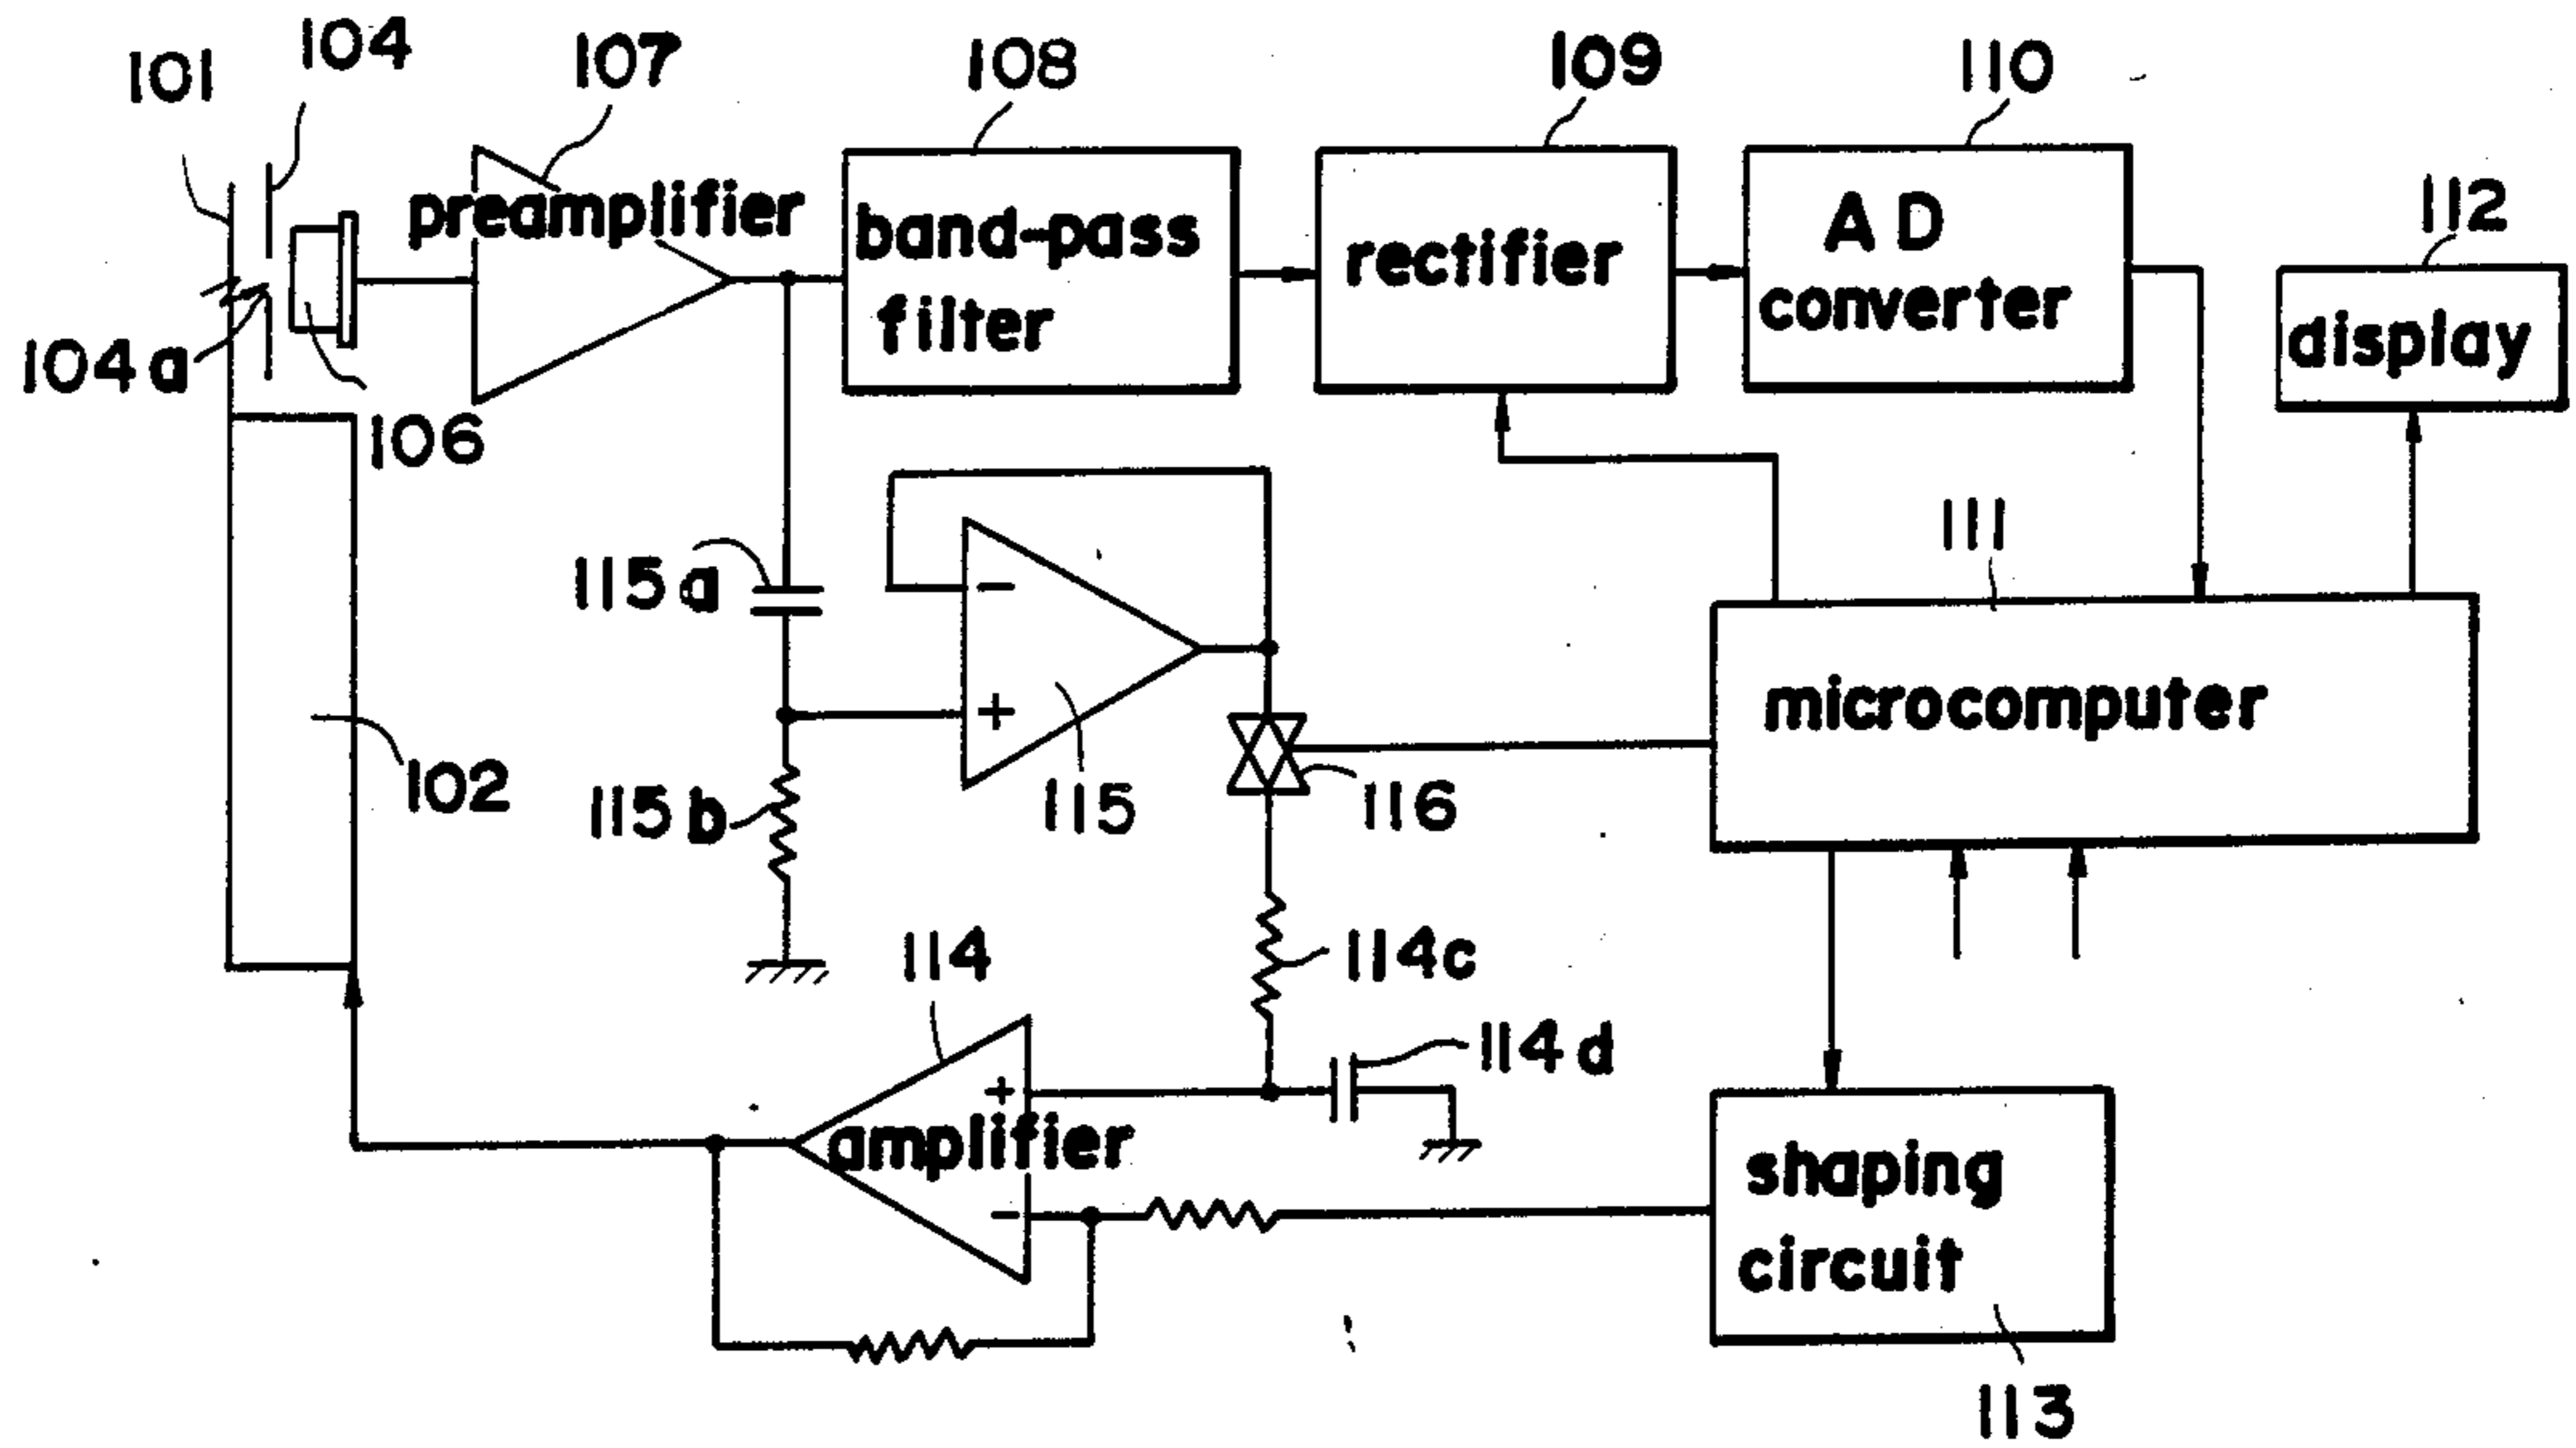 101
104
107
108
109
110
112
preamplifier
band-pass
filter
rectifier
A D
converter
display
104a
106
111
115a
−
+
115
microcomputer
102
115b
116
114
114c
114d
+
amplifier
−
shaping
circuit
113